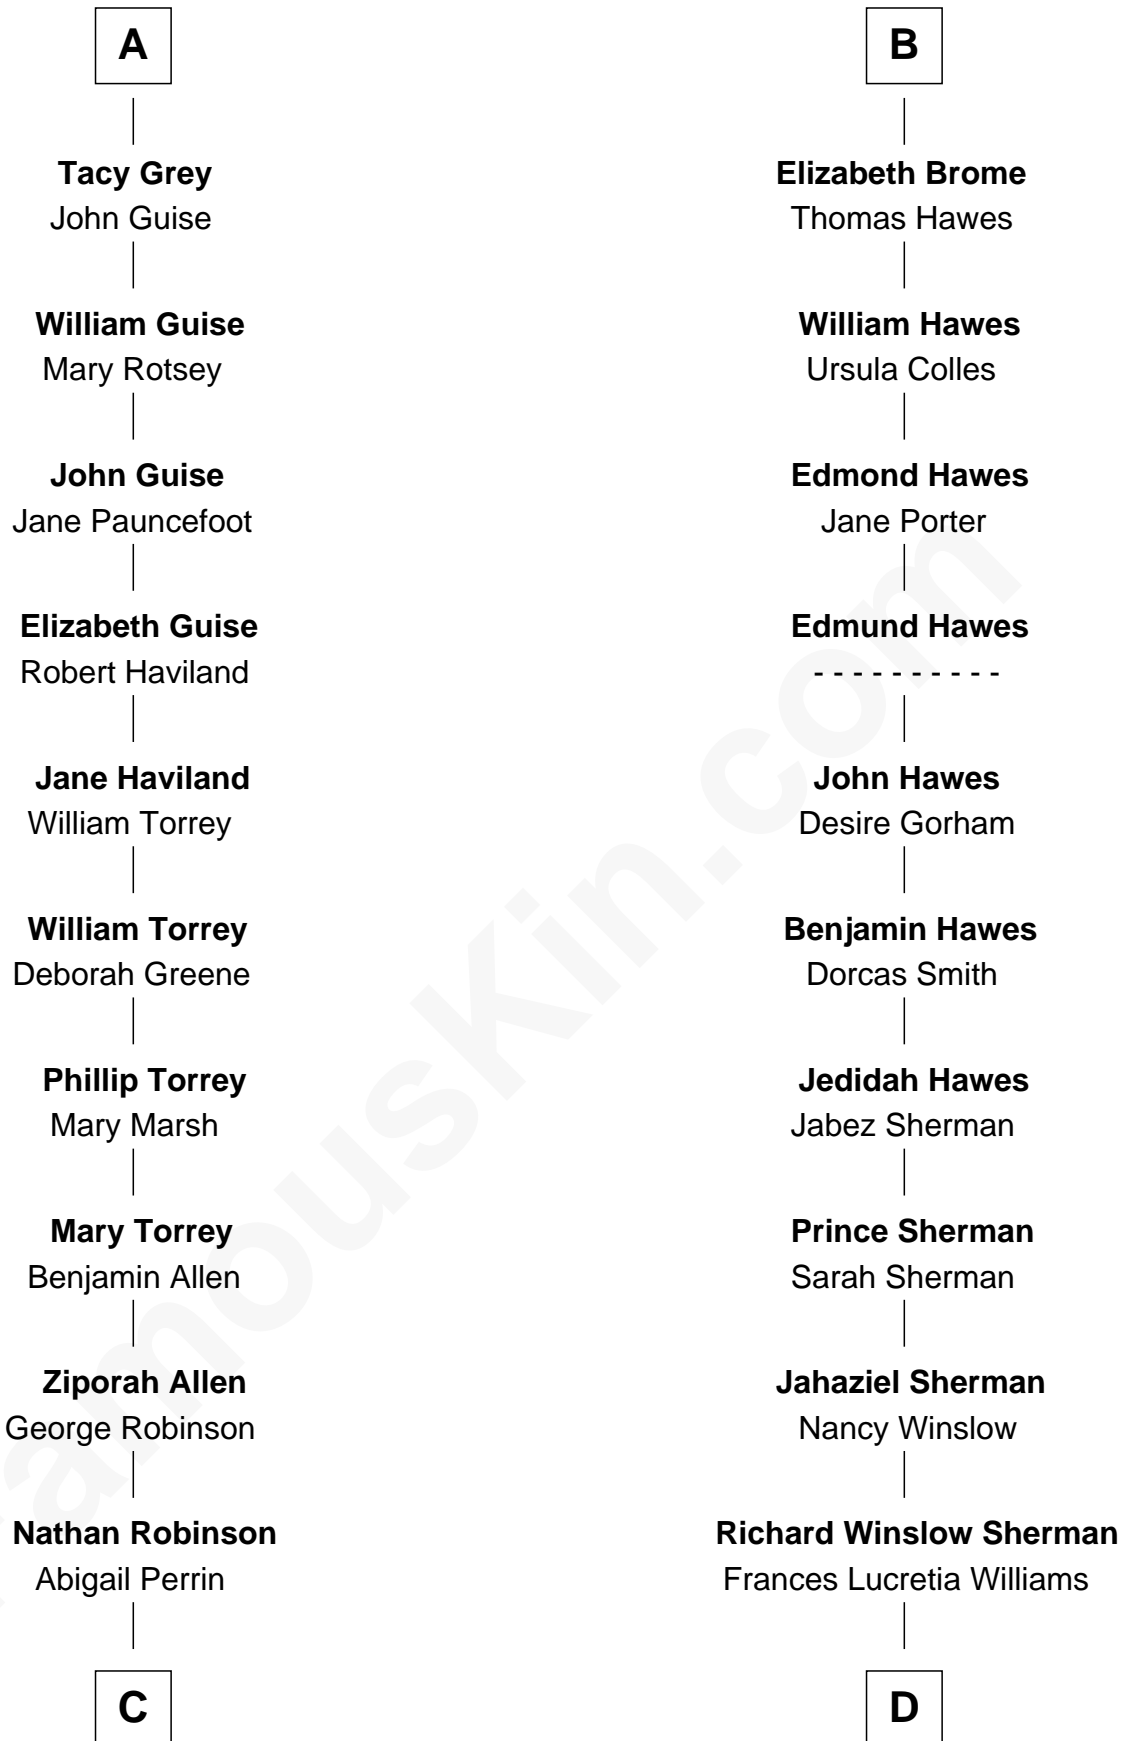 A
Tacy Grey
John Guise
William Guise
Mary Rotsey
John Guise
Jane Pauncefoot
Elizabeth Guise
Robert Haviland
Jane Haviland
William Torrey
William Torrey
Deborah Greene
Phillip Torrey
Mary Marsh
Mary Torrey
Benjamin Allen
Ziporah Allen
George Robinson
Nathan Robinson
Abigail Perrin
C
B
Elizabeth Brome
Thomas Hawes
William Hawes
Ursula Colles
Edmond Hawes
Jane Porter
Edmund Hawes
- - - - - - - - - -
John Hawes
Desire Gorham
Benjamin Hawes
Dorcas Smith
Jedidah Hawes
Jabez Sherman
Prince Sherman
Sarah Sherman
Jahaziel Sherman
Nancy Winslow
Richard Winslow Sherman
Frances Lucretia Williams
D
FamousKin.com